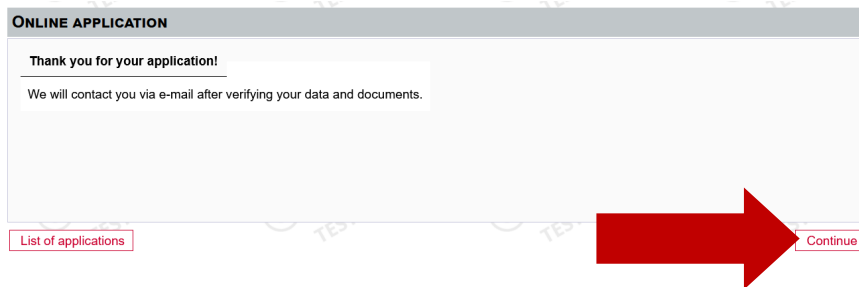 ONLINE APPLICATION
Thank you for your application!
We will contact you via e-mail after verifying your data and documents.
List of applications
Continue